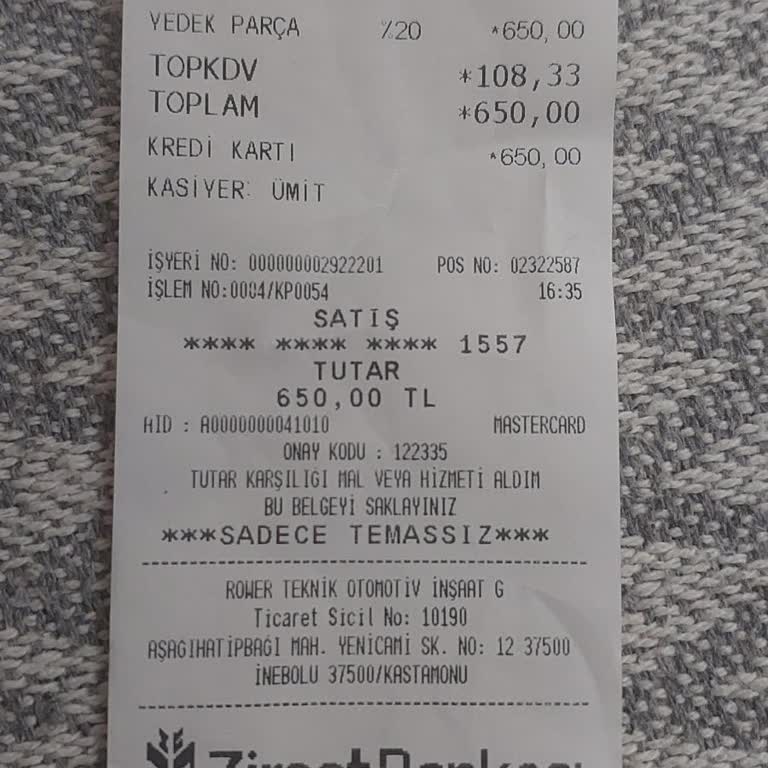 YEDEK PARÇA %20 *650,00
TOPKDV *108,33
TOPLAM *650,00
KREDİ KARTI *650,00
KASİYER: ÜMİT
İŞYERİ NO: 000000002922201 POS NO: 02322587
İŞLEM NO:0004/KP0054 16:35
SATIŞ
**** **** **** 1557
TUTAR
650,00 TL
AID : A0000000041010 MASTERCARD
ONAY KODU : 122335
TUTAR KARŞILIĞI MAL VEYA HİZMETİ ALDIM
BU BELGEYİ SAKLAYINIZ
***SADECE TEMASSIZ***
ROWER TEKNİK OTOMOTİV İNŞAAT G
Ticaret Sicil No: 10190
AŞAGIHATİPBAĞI MAH. YENİCAMİ SK. NO: 12 37500
İNEBOLU 37500/KASTAMONU
Ziraat Bankası